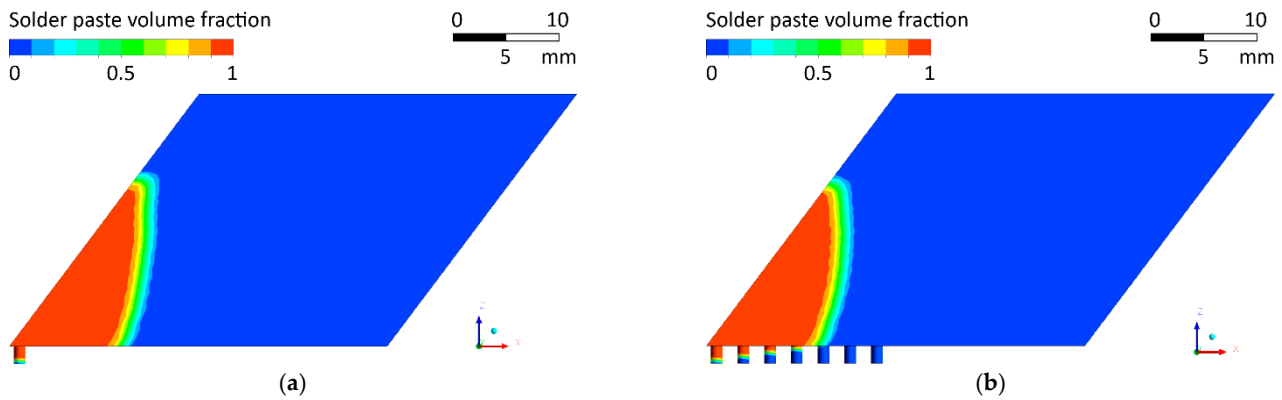 Solder paste volume fraction
0 0.5 1
0 10
5 mm
Z
Y X
(a)
Solder paste volume fraction
0 0.5 1
0 10
5 mm
Z
Y X
(b)